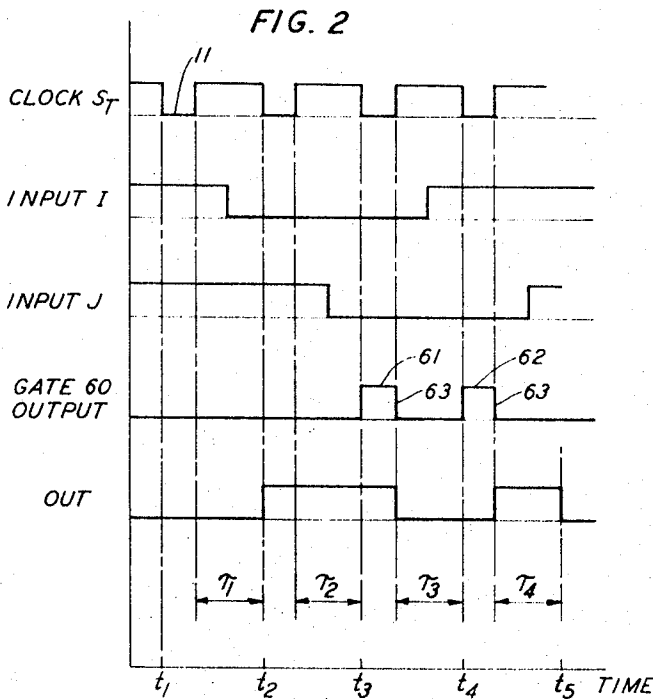 FIG. 2
11
CLOCK S_T
INPUT I
INPUT J
61
62
GATE 60
OUTPUT
63
63
OUT
τ1
τ2
τ3
τ4
t1
t2
t3
t4
t5
TIME